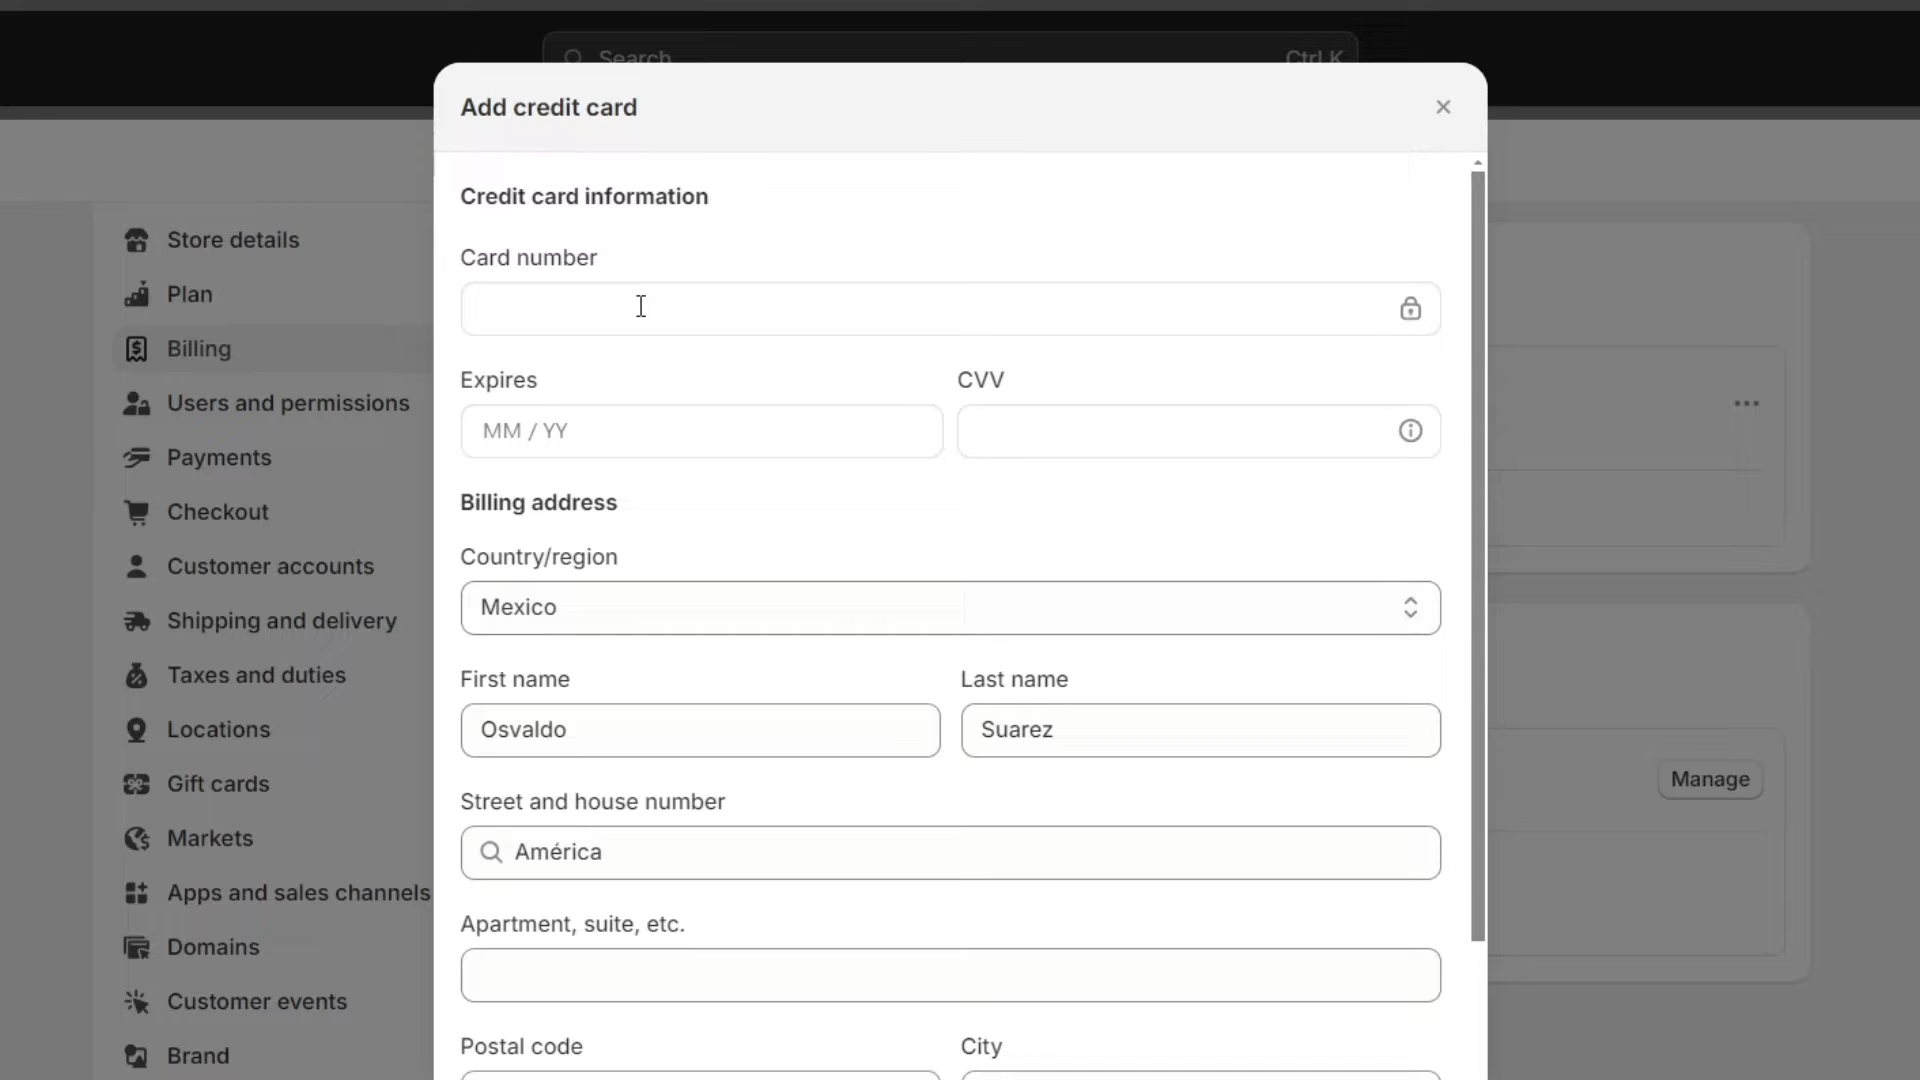 Search Ctrl K
Add credit card
Credit card information
Card number
Expires CVV
MM / YY
Billing address
Country/region
Mexico
First name Last name
Osvaldo Suarez
Street and house number
América
Apartment, suite, etc.
Postal code City
Store details
Plan
Billing
Users and permissions
Payments
Checkout
Customer accounts
Shipping and delivery
Taxes and duties
Locations
Gift cards
Markets
Apps and sales channels
Domains
Customer events
Brand
Manage